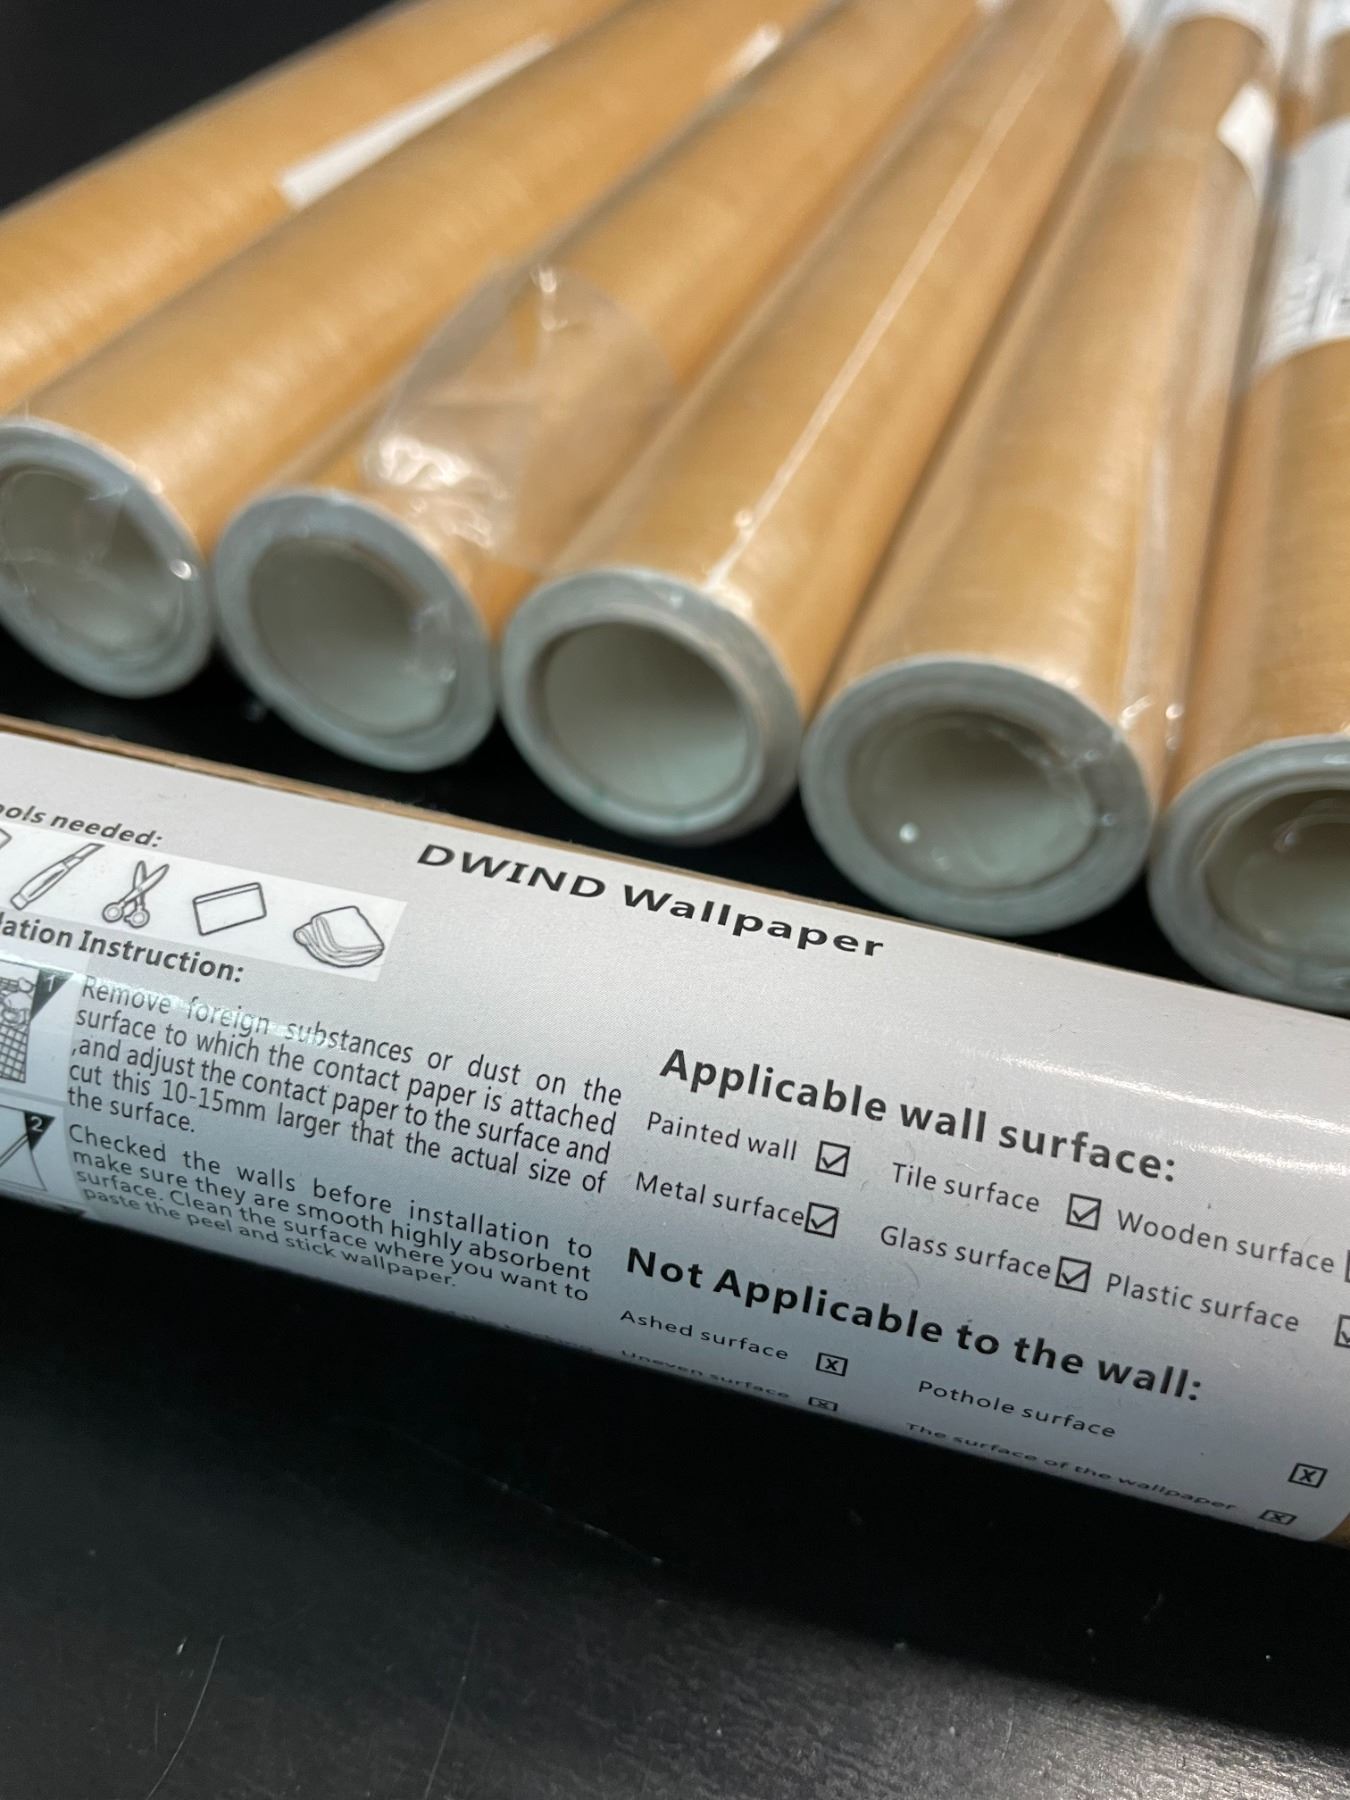 ools needed:
DWIND Wallpaper
lation Instruction:
1
Remove foreign substances or dust on the
surface to which the contact paper is attached
,and adjust the contact paper to the surface and
cut this 10-15mm larger that the actual size of
the surface.
2
Checked the walls before installation to
make sure they are smooth highly absorbent
surface. Clean the surface where you want to
paste the peel and stick wallpaper.
Applicable wall surface:
Painted wall ☑ Tile surface ☑ Wooden surface
Metal surface☑ Glass surface☑ Plastic surface ☑
Not Applicable to the wall:
Ashed surface ☒ Pothole surface ☒
Uneven surface ☒ The surface of the wallpaper ☒